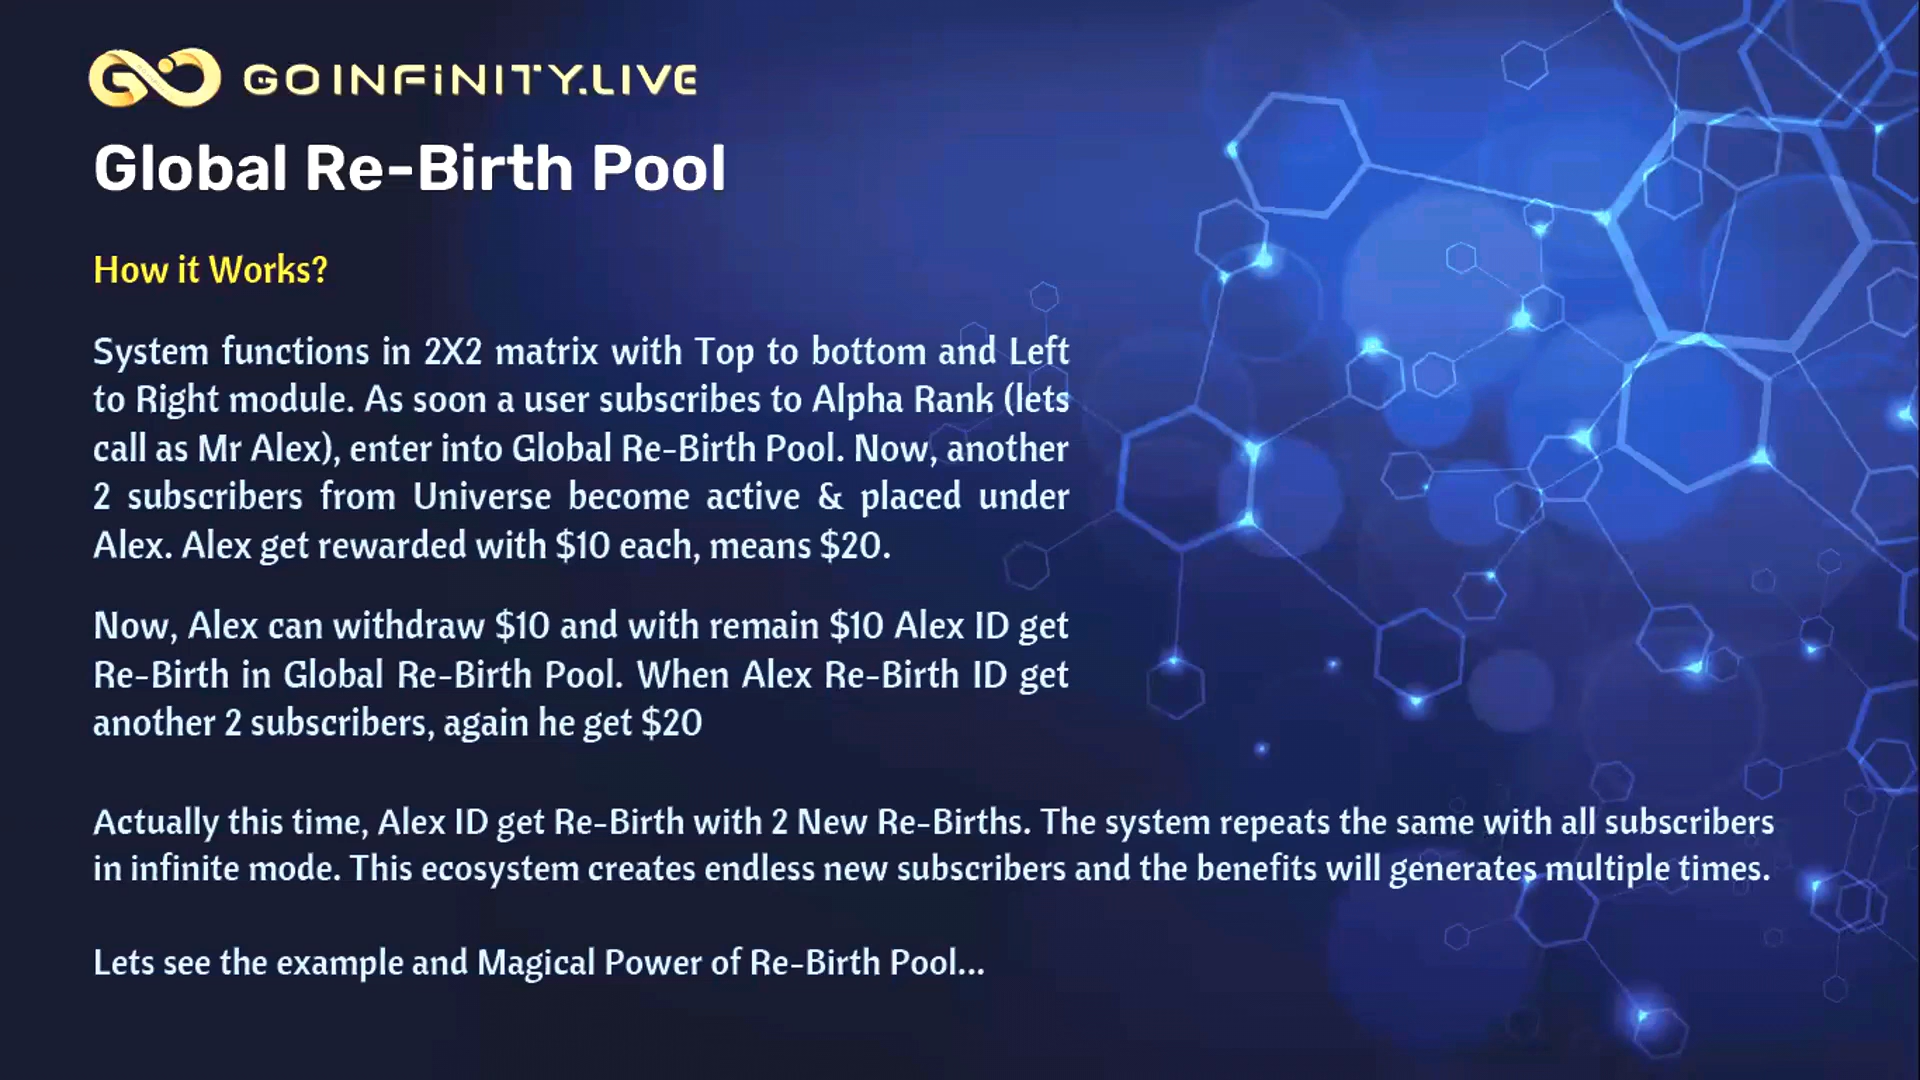 GO INFiNiTY.LIVE
Global Re-Birth Pool
How it Works?
System functions in 2X2 matrix with Top to bottom and Left
to Right module. As soon a user subscribes to Alpha Rank (lets
call as Mr Alex), enter into Global Re-Birth Pool. Now, another
2 subscribers from Universe become active & placed under
Alex. Alex get rewarded with $10 each, means $20.
Now, Alex can withdraw $10 and with remain $10 Alex ID get
Re-Birth in Global Re-Birth Pool. When Alex Re-Birth ID get
another 2 subscribers, again he get $20
Actually this time, Alex ID get Re-Birth with 2 New Re-Births. The system repeats the same with all subscribers
in infinite mode. This ecosystem creates endless new subscribers and the benefits will generates multiple times.
Lets see the example and Magical Power of Re-Birth Pool...